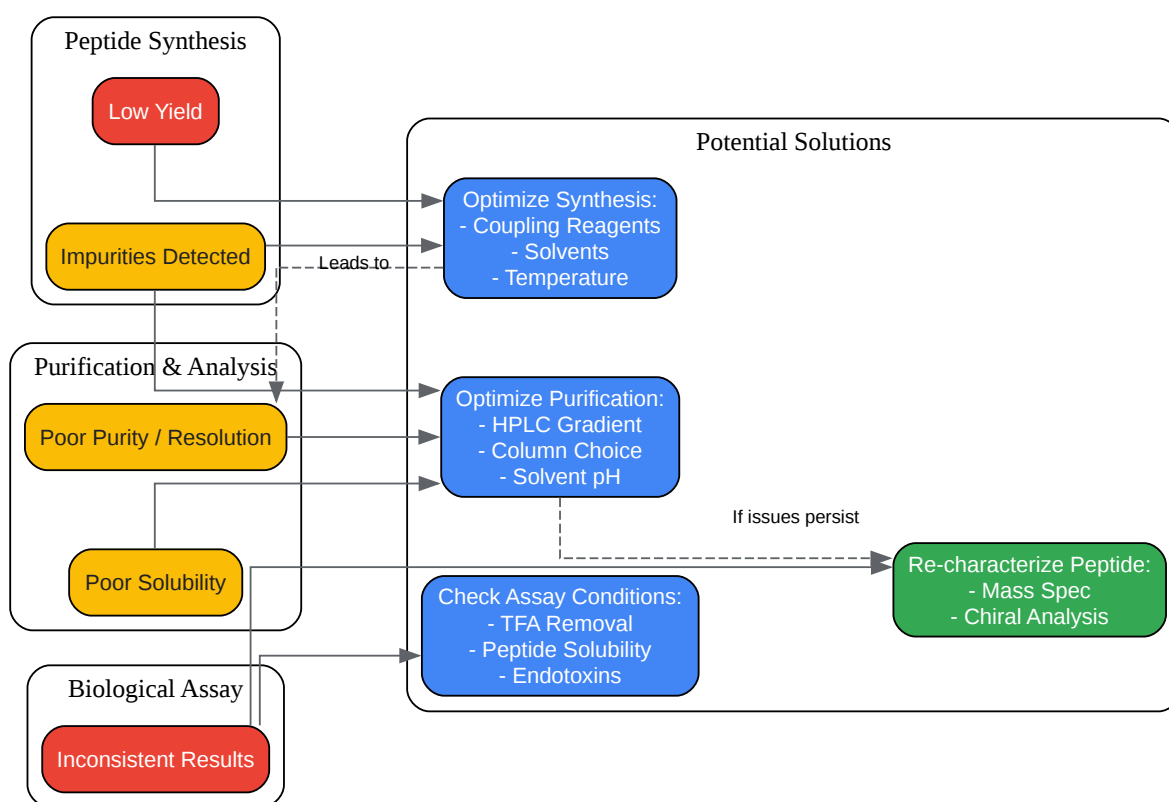 Peptide Synthesis
Low Yield
Impurities Detected
Purification & Analysis
Poor Purity / Resolution
Poor Solubility
Biological Assay
Inconsistent Results
Potential Solutions
Optimize Synthesis:
- Coupling Reagents
- Solvents
- Temperature
Leads to
Optimize Purification:
- HPLC Gradient
- Column Choice
- Solvent pH
If issues persist
Check Assay Conditions:
- TFA Removal
- Peptide Solubility
- Endotoxins
Re-characterize Peptide:
- Mass Spec
- Chiral Analysis